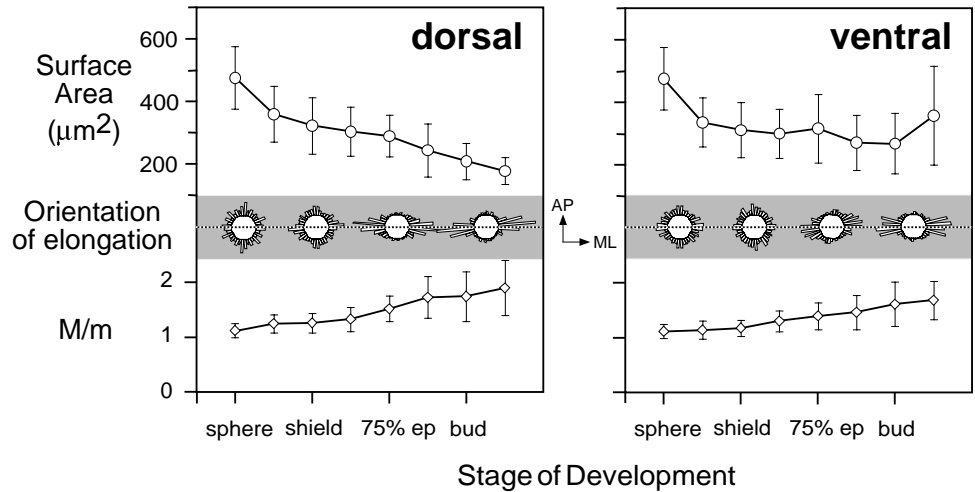 dorsal
ventral
Surface
Area
(μm2)
600
400
200
Orientation
of elongation
AP
ML
M/m
2
1
0
sphere shield 75% ep bud
sphere shield 75% ep bud
Stage of Development